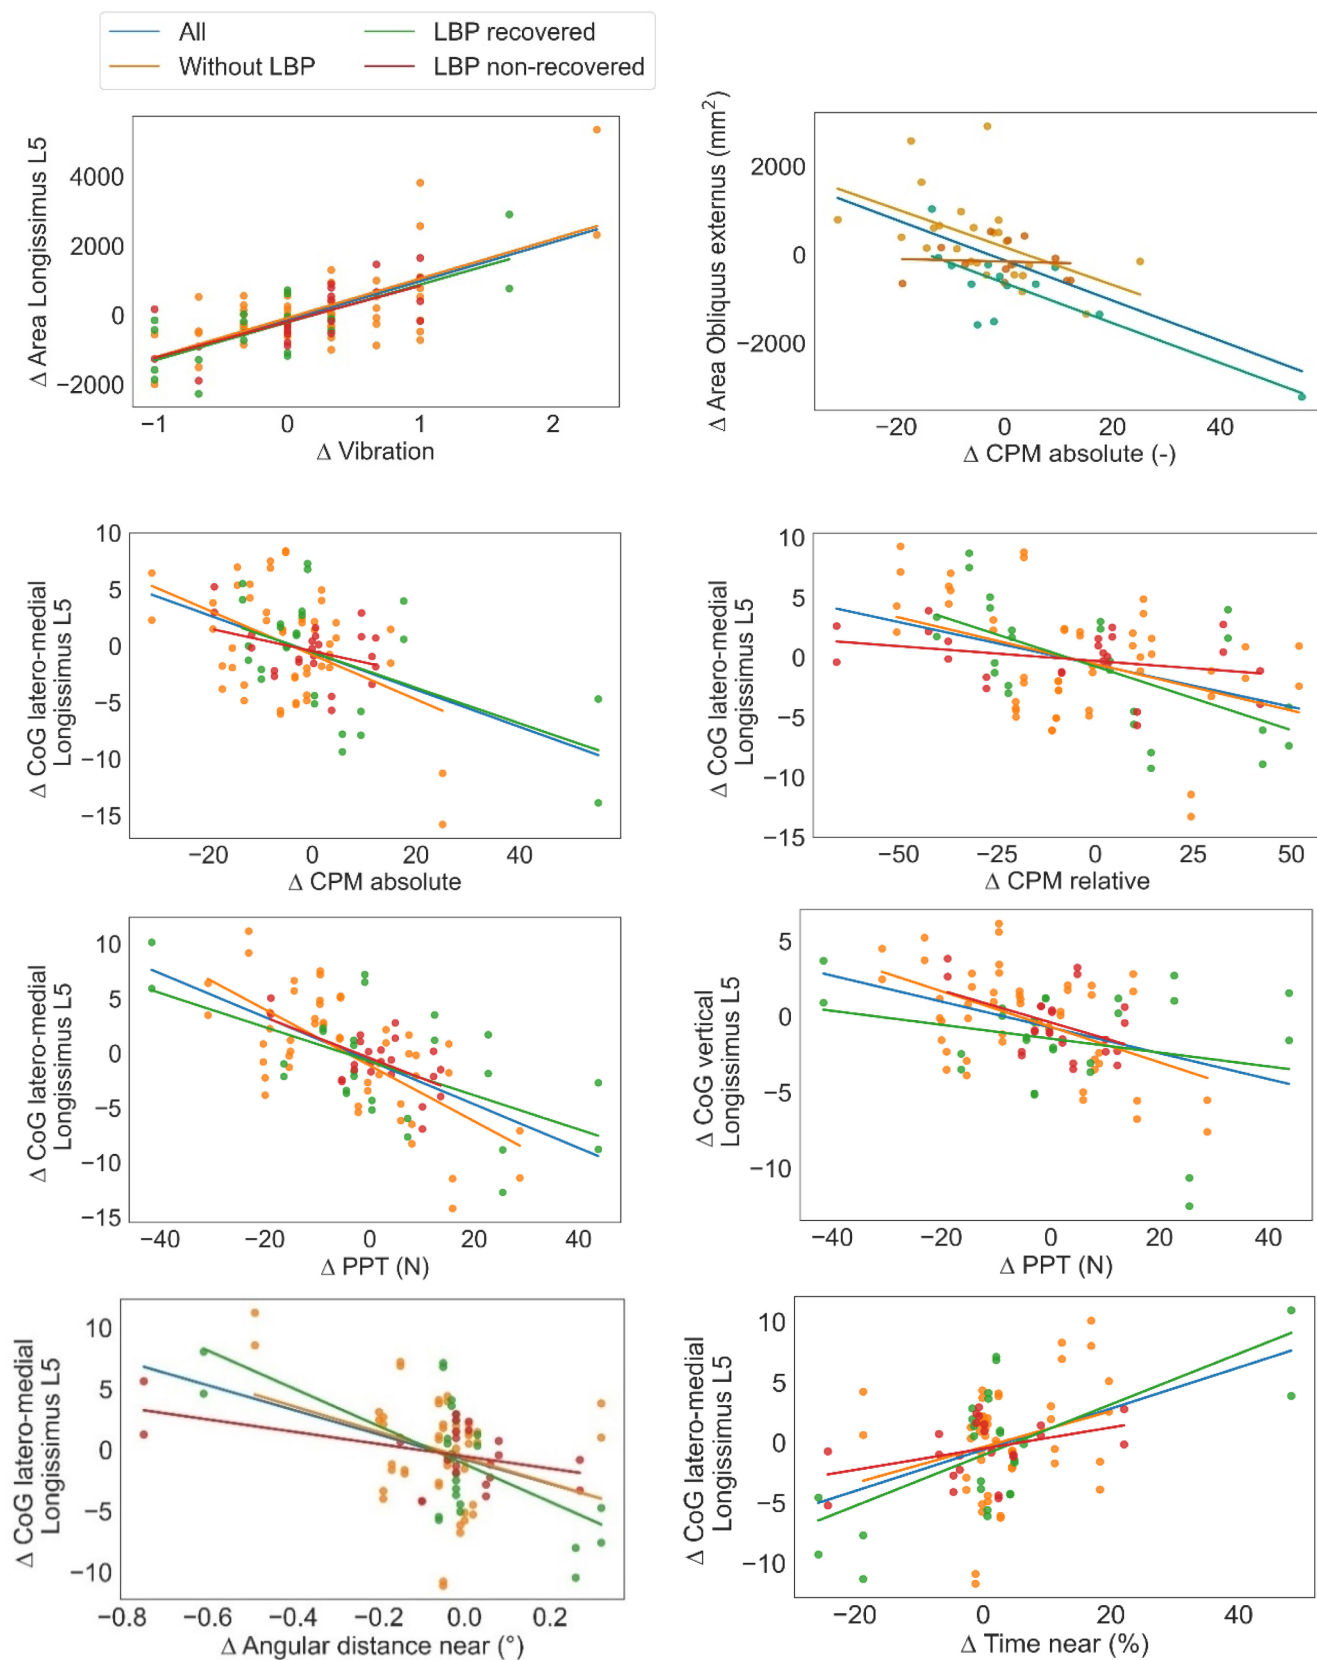 All
LBP recovered
Without LBP
LBP non-recovered
Δ Area Longissimus L5
4000
2000
0
−2000
−1
0
1
2
Δ Vibration
Δ Area Obliquus externus (mm²)
2000
0
−2000
−20
0
20
40
Δ CPM absolute (-)
Δ CoG latero-medial
Longissimus L5
10
5
0
−5
−10
−15
−20
0
20
40
Δ CPM absolute
Δ CoG latero-medial
Longissimus L5
10
5
0
−5
−10
−15
−50
−25
0
25
50
Δ CPM relative
Δ CoG latero-medial
Longissimus L5
10
5
0
−5
−10
−15
−40
−20
0
20
40
Δ PPT (N)
Δ CoG vertical
Longissimus L5
5
0
−5
−10
−40
−20
0
20
40
Δ PPT (N)
Δ CoG latero-medial
Longissimus L5
10
5
0
−5
−10
−0.8
−0.6
−0.4
−0.2
0.0
0.2
Δ Angular distance near (°)
Δ CoG latero-medial
Longissimus L5
10
5
0
−5
−10
−20
0
20
40
Δ Time near (%)